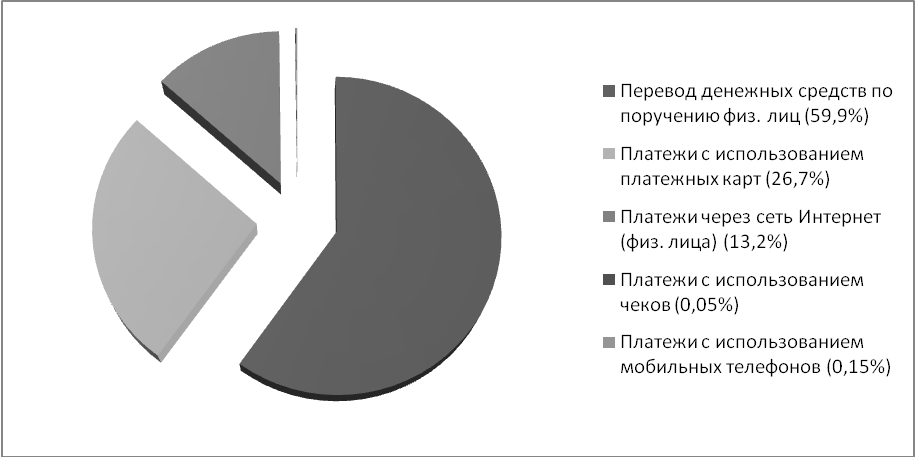 Перевод денежных средств по
поручению физ. лиц (59,9%)
Платежи с использованием
платежных карт (26,7%)
Платежи через сеть Интернет
(физ. лица) (13,2%)
Платежи с использованием
чеков (0,05%)
Платежи с использованием
мобильных телефонов (0,15%)